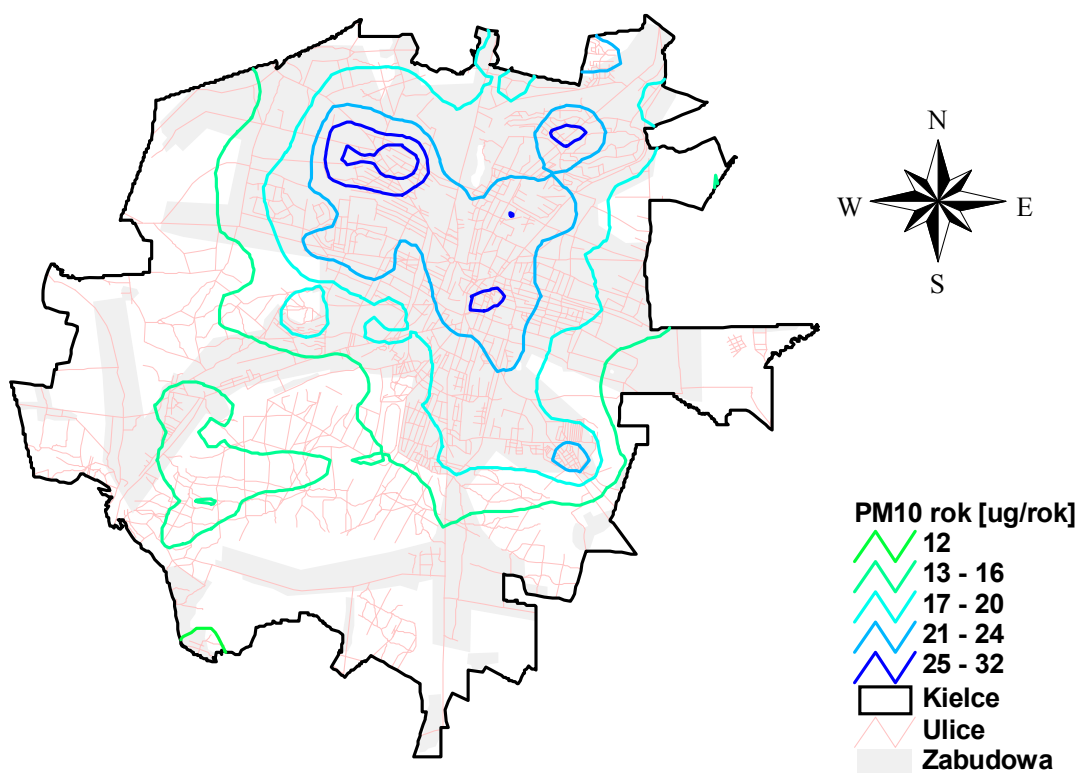 N
W E
S
PM10 rok [ug/rok]
12
13 - 16
17 - 20
21 - 24
25 - 32
Kielce
Ulice
Zabudowa